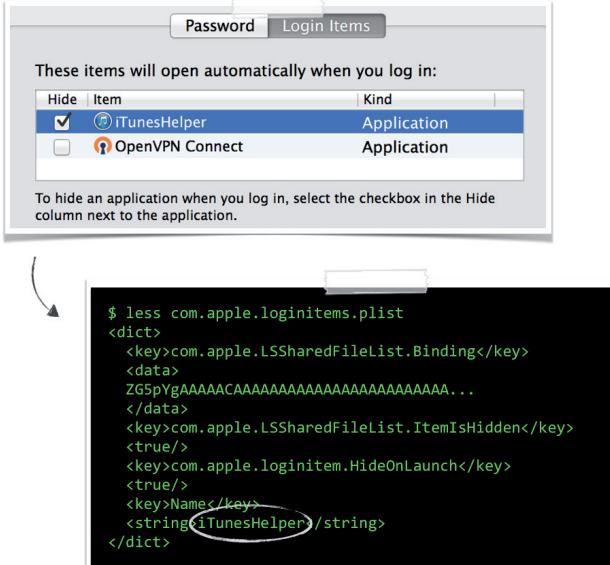 Password Login Items
These items will open automatically when you log in:
Hide Item Kind
iTunesHelper Application
OpenVPN Connect Application
To hide an application when you log in, select the checkbox in the Hide
column next to the application.
$ less com.apple.loginitems.plist
<dict>
<key>com.apple.LSSharedFileList.Binding</key>
<data>
ZG5pYgAAAAACAAAAAAAAAAAAAAAAAAAAAAAA...
</data>
<key>com.apple.LSSharedFileList.ItemIsHidden</key>
<true/>
<key>com.apple.loginitem.HideOnLaunch</key>
<true/>
<key>Name</key>
<string>iTunesHelper</string>
</dict>